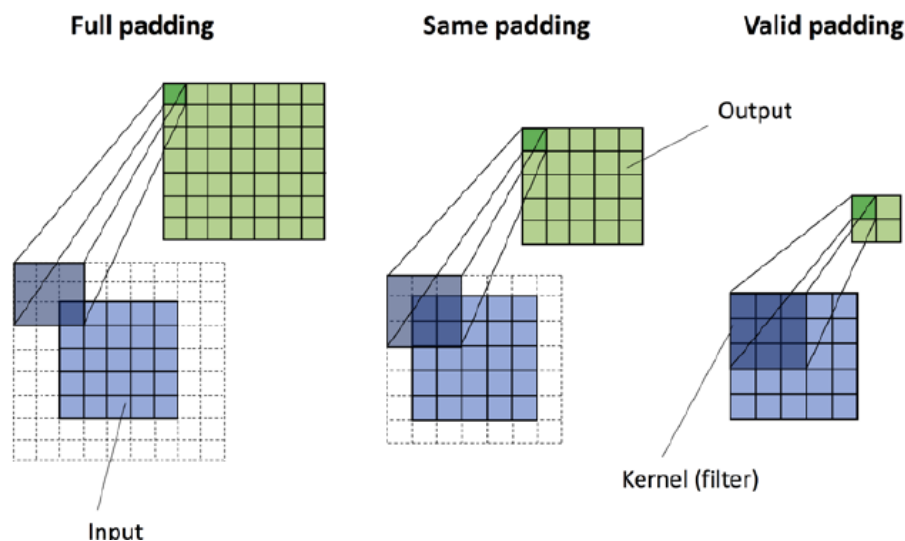 Full padding
Same padding
Valid padding
Output
Kernel (filter)
Input